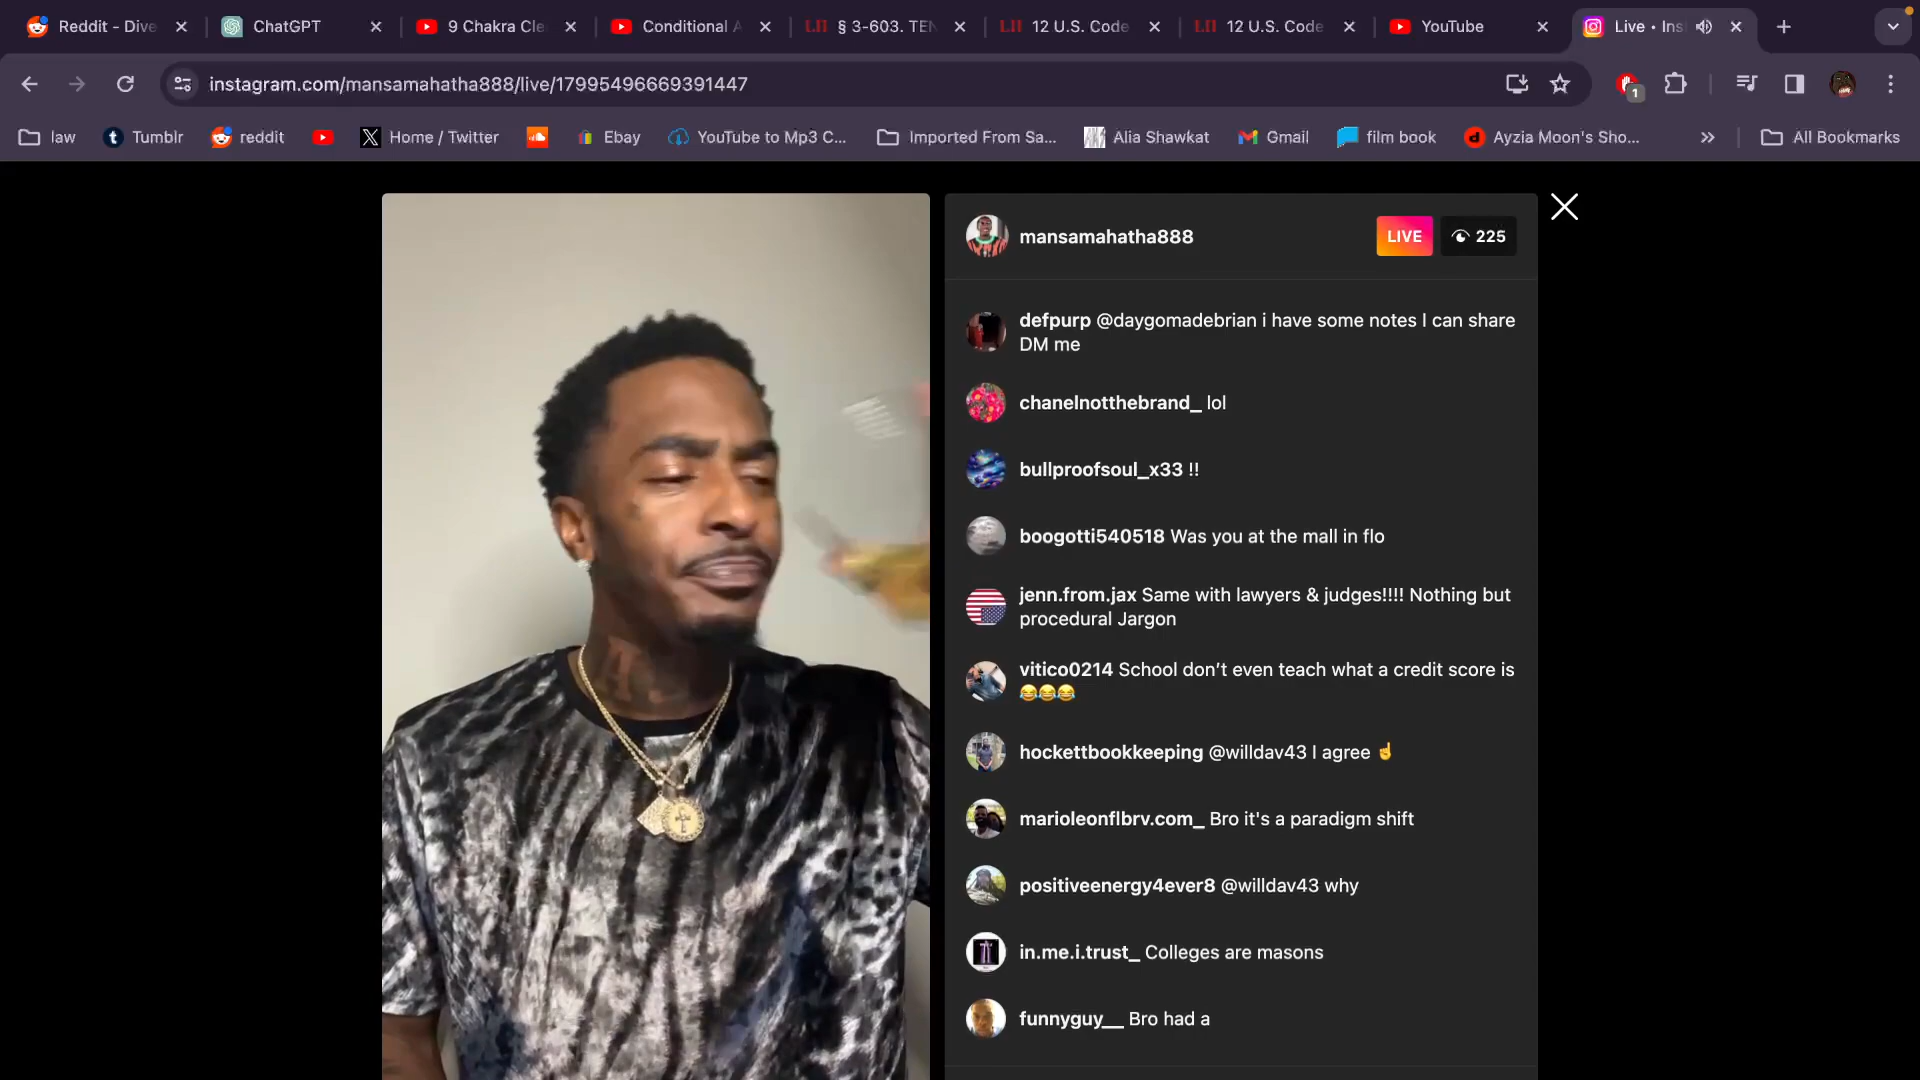 Reddit - Dive
ChatGPT
9 Chakra Cle
Conditional A
LII § 3-603. TEN
LII 12 U.S. Code
LII 12 U.S. Code
YouTube
Live • Ins
instagram.com/mansamahatha888/live/17995496669391447
1
law
Tumblr
reddit
Home / Twitter
Ebay
YouTube to Mp3 C...
Imported From Sa...
Alia Shawkat
Gmail
film book
Ayzia Moon's Sho...
All Bookmarks
mansamahatha888
LIVE
225
defpurp @daygomadebrian i have some notes I can share
DM me
chanelnotthebrand_ lol
bullproofsoul_x33 !!
boogotti540518 Was you at the mall in flo
jenn.from.jax Same with lawyers & judges!!!! Nothing but
procedural Jargon
vitico0214 School don’t even teach what a credit score is
😂😂😂
hockettbookkeeping @willdav43 I agree ☝️
marioleonflbrv.com_ Bro it's a paradigm shift
positiveenergy4ever8 @willdav43 why
in.me.i.trust_ Colleges are masons
funnyguy__ Bro had a